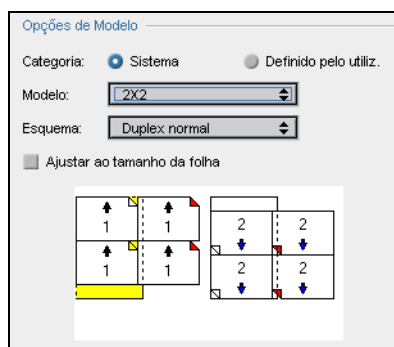 Opções de Modelo
Categoria: Sistema Definido pelo utiliz.
Modelo: 2X2
Esquema: Duplex normal
Ajustar ao tamanho da folha
1 1 2 2
1 1 2 2